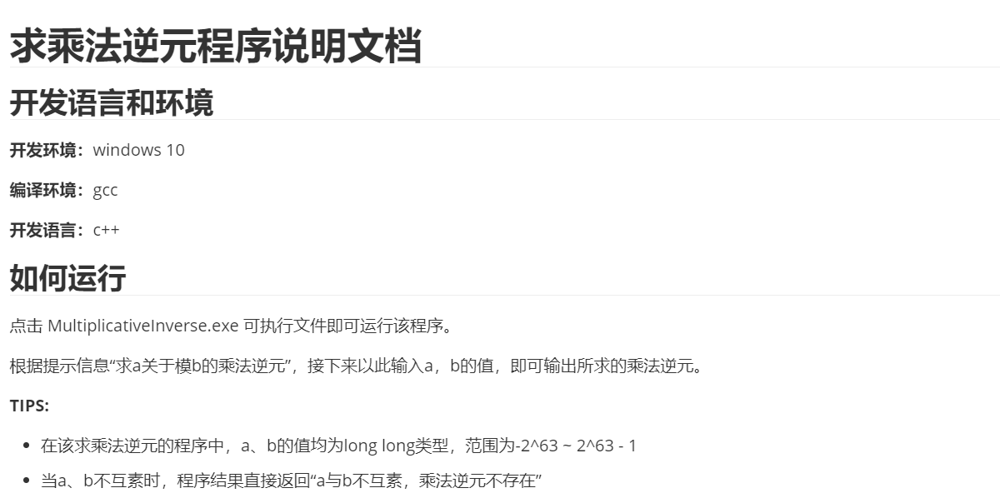 求乘法逆元程序说明文档
开发语言和环境
开发环境：windows 10
编译环境：gcc
开发语言：c++
如何运行
点击 MultiplicativeInverse.exe 可执行文件即可运行该程序。
根据提示信息“求a关于模b的乘法逆元”，接下来以此输入a，b的值，即可输出所求的乘法逆元。
TIPS:
• 在该求乘法逆元的程序中，a、b的值均为long long类型，范围为-2^63 ~ 2^63 - 1
• 当a、b不互素时，程序结果直接返回“a与b不互素，乘法逆元不存在”